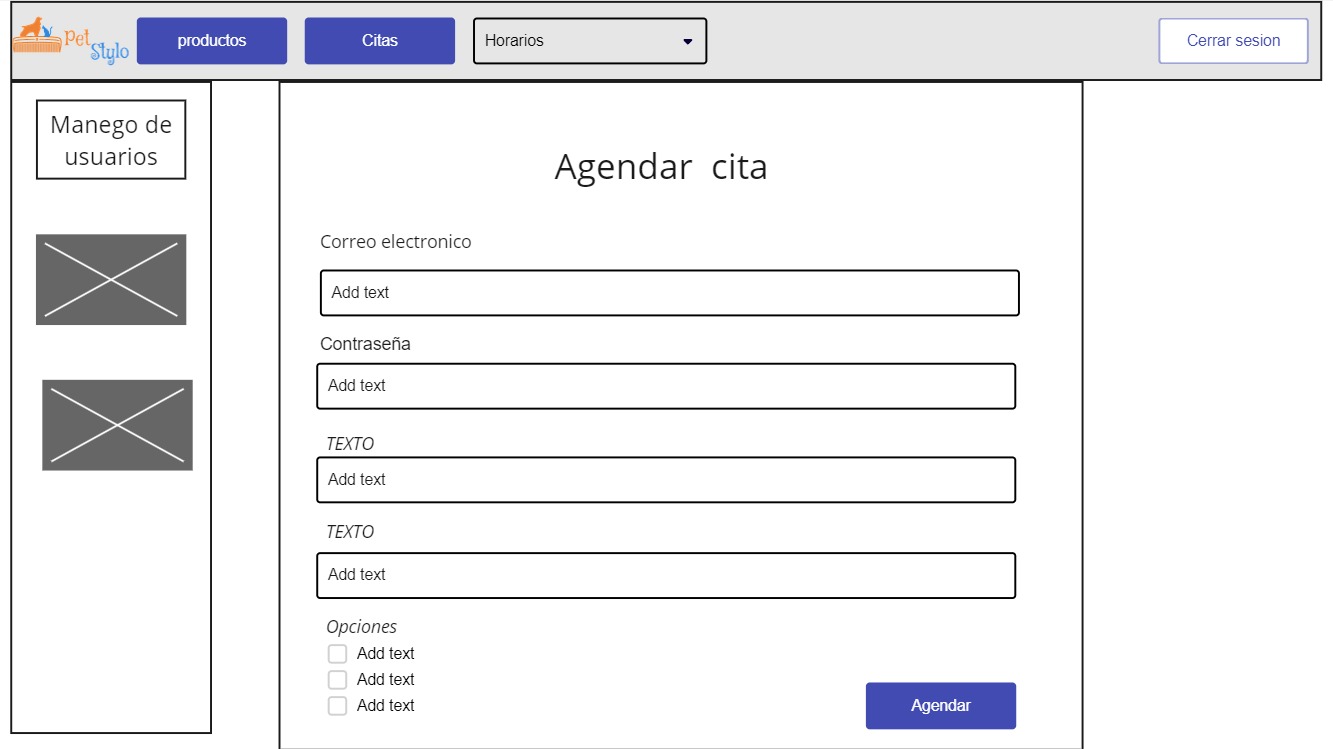 pet
Stylo
productos
Citas
Horarios
Cerrar sesion
Manego de
usuarios
Agendar cita
Correo electronico
Add text
Contraseña
Add text
TEXTO
Add text
TEXTO
Add text
Opciones
Add text
Add text
Add text
Agendar